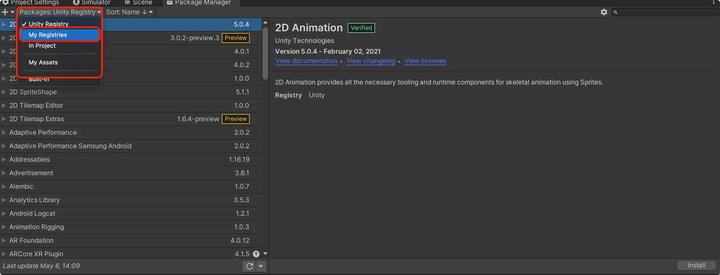 Project Settings Simulator Scene Package Manager
Packages: Unity Registry Sort: Name ↓
Unity Registry
My Registries
In Project
My Assets
Built-in
2D 5.0.4
2D 3.0.2-preview.3 Preview
2D 4.0.1
2D 4.0.2
2D 1.0.0
2D SpriteShape 5.1.1
2D Tilemap Editor 1.0.0
2D Tilemap Extras 1.6.4-preview Preview
Adaptive Performance 2.0.2
Adaptive Performance Samsung Android 2.0.2
Addressables 1.16.19
Advertisement 3.6.1
Alembic 1.0.7
Analytics Library 3.5.3
Android Logcat 1.2.1
Animation Rigging 1.0.3
AR Foundation 4.0.12
ARCore XR Plugin 4.1.5
Last update May 6, 14:09
2D Animation Verified
Unity Technologies
Version 5.0.4 - February 02, 2021
View documentation • View changelog • View licenses
2D Animation provides all the necessary tooling and runtime components for skeletal animation using Sprites.
Registry Unity
Install